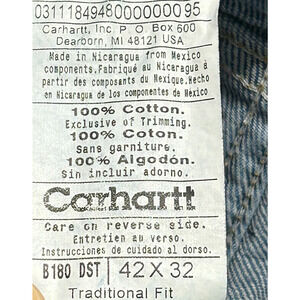 0311184948000000095
Carhartt, Inc P.O. Box 600
Dearborn, MI 48121 USA
Made in Nicaragua from Mexico
components. Fabriqué au Nicaragua à
partir des composants du Mexique. Hecho
en Nicaragua de los componentes de Mexico
100% Cotton.
Exclusive of Trimming.
100% Coton.
Sans garniture.
100% Algodón.
Sin incluir adorno.
Carhartt
Care on reverse side.
Entretien au verso.
Instrucciones de cuidado al dorso.
B180 DST 42 X 32
Traditional Fit